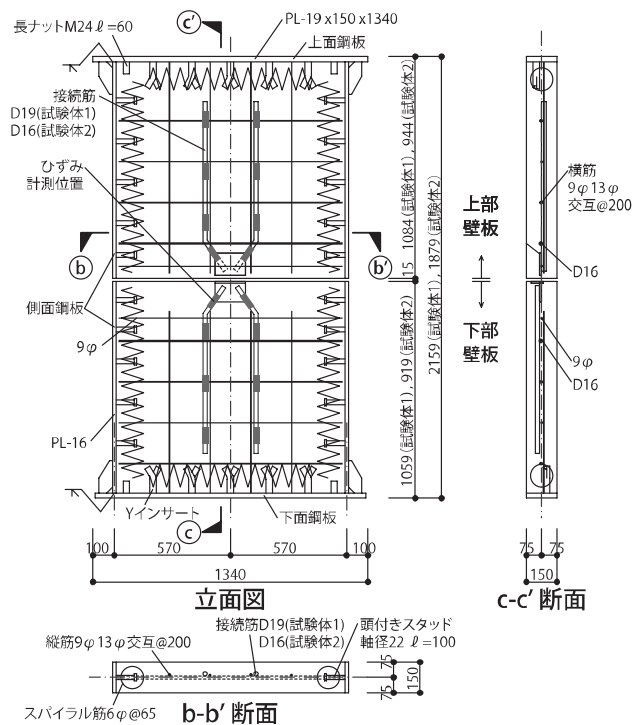 c′
長ナットM24 ℓ=60
PL-19 x150 x1340
上面鋼板
接続筋
D19(試験体1)
D16(試験体2)
ひずみ
計測位置
b
b′
側面鋼板
9φ
PL-16
Yインサート
下面鋼板
c
15 1084(試験体1) , 944(試験体2)
1059(試験体1) , 919(試験体2)
2159(試験体1) , 1879(試験体2)
上部
壁板
下部
壁板
横筋
9φ13φ
交互@200
D16
9φ
D16
100 570 570 100
1340
立面図
75 75
150
c-c′ 断面
縦筋9φ13φ交互@200
接続筋D19(試験体1)
D16(試験体2)
頭付きスタッド
軸径22 ℓ=100
スパイラル筋6φ@65
75
75
150
b-b′ 断面